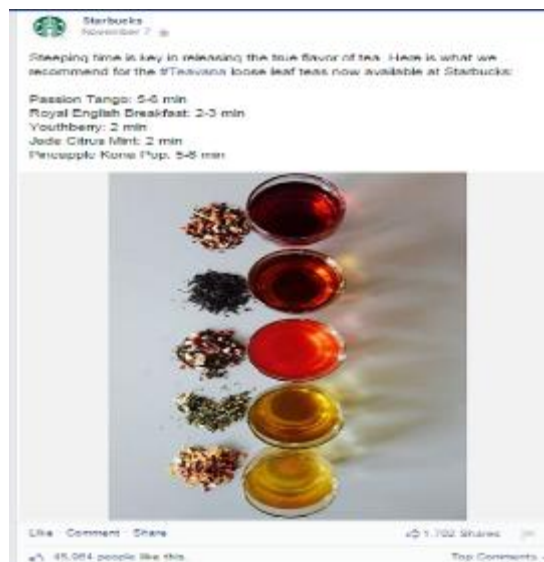 Starbucks
November 7
Steeping time is key in releasing the true flavor of tea. Here is what we
recommend for the #Teavana loose leaf teas now available at Starbucks:
Passion Tango: 5-6 min
Royal English Breakfast: 2-3 min
Youthberry: 2 min
Jade Citrus Mint: 2 min
Pineapple Kona Pop: min
Like Comment Share
1,702 Shares
people like this.
Top Comments